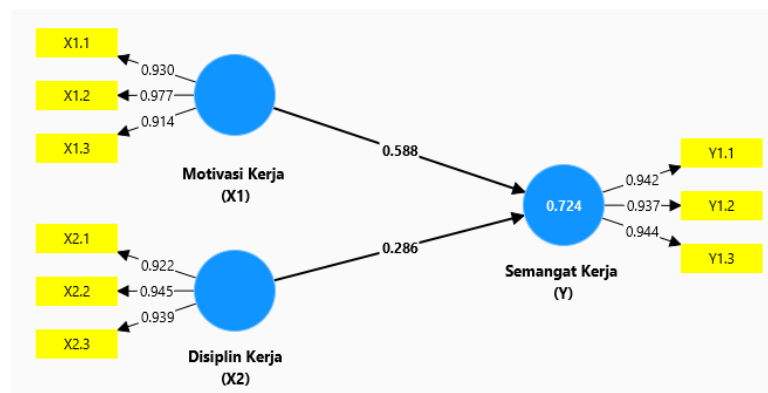 X1.1
0.930
X1.2
0.977
0.914
X1.3
Motivasi Kerja
(X1)
0.588
X2.1
0.922
X2.2
0.945
0.939
X2.3
Disiplin Kerja
(X2)
0.286
0.724
Semangat Kerja
(Y)
0.942
Y1.1
0.937
Y1.2
0.944
Y1.3